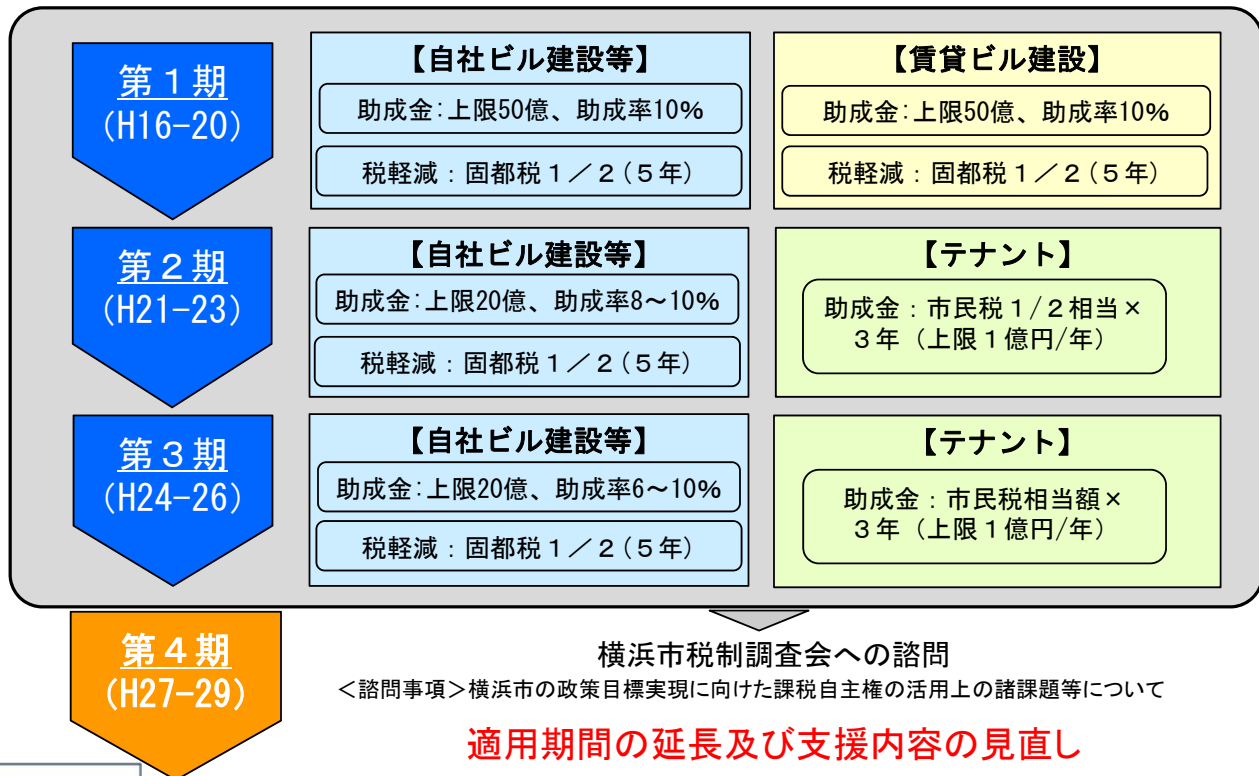 第１期
(H16-20)
【自社ビル建設等】
助成金：上限50億、助成率10%
税軽減：固都税１／２（５年）
【賃貸ビル建設】
助成金：上限50億、助成率10%
税軽減：固都税１／２（５年）
第２期
(H21-23)
【自社ビル建設等】
助成金：上限20億、助成率8～10%
税軽減：固都税１／２（５年）
【テナント】
助成金：市民税１/２相当×
３年（上限１億円/年）
第３期
(H24-26)
【自社ビル建設等】
助成金：上限20億、助成率6～10%
税軽減：固都税１／２（５年）
【テナント】
助成金：市民税相当額×
３年（上限１億円/年）
第４期
(H27-29)
横浜市税制調査会への諮問
＜諮問事項＞横浜市の政策目標実現に向けた課税自主権の活用上の諸課題等について
適用期間の延長及び支援内容の見直し